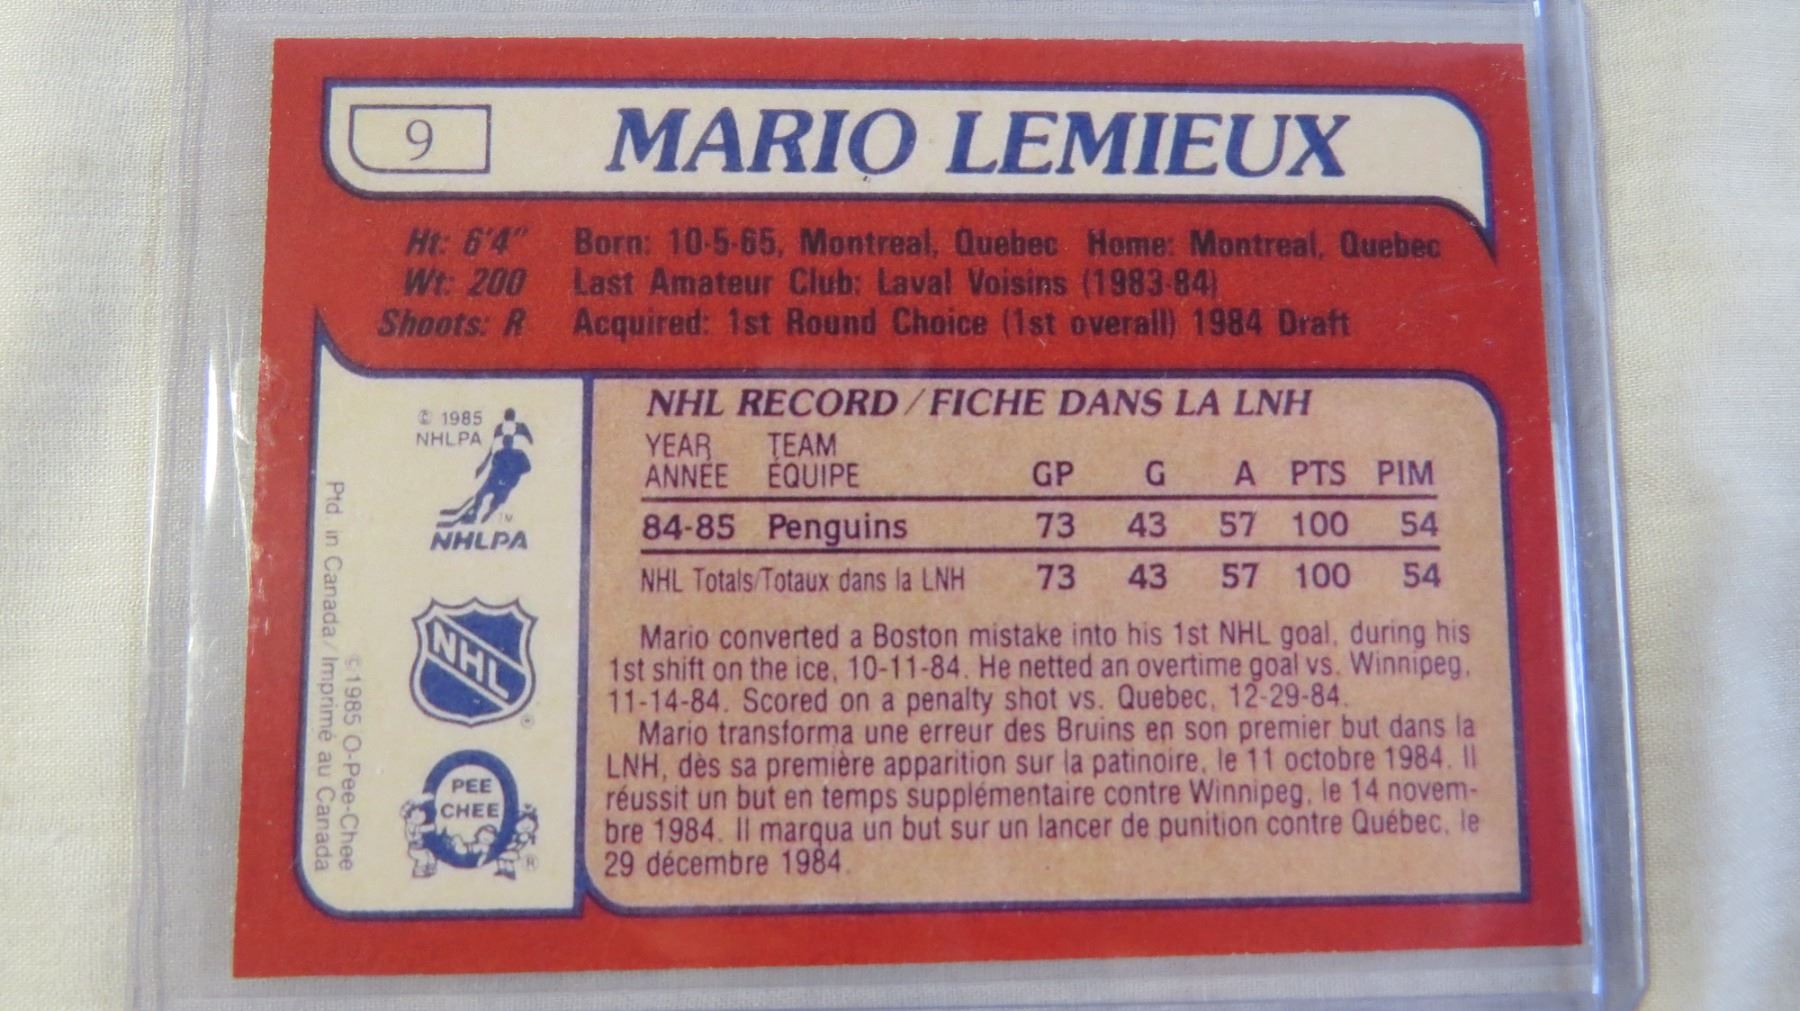 9
MARIO LEMIEUX
Ht: 6'4" Born: 10-5-65, Montreal, Quebec Home: Montreal, Quebec
Wt: 200 Last Amateur Club: Laval Voisins (1983-84)
Shoots: R Acquired: 1st Round Choice (1st overall) 1984 Draft
© 1985
NHLPA
TM
NHLPA
NHL
®
PEE
CHEE
®
©1985 O-Pee-Chee
Ptd. in Canada/Imprimé au Canada
NHL RECORD/FICHE DANS LA LNH
YEAR TEAM
ANNÉE ÉQUIPE GP G A PTS PIM
84-85 Penguins 73 43 57 100 54
NHL Totals/Totaux dans la LNH 73 43 57 100 54
Mario converted a Boston mistake into his 1st NHL goal, during his
1st shift on the ice, 10-11-84. He netted an overtime goal vs. Winnipeg,
11-14-84. Scored on a penalty shot vs. Quebec, 12-29-84.
Mario transforma une erreur des Bruins en son premier but dans la
LNH, dès sa première apparition sur la patinoire, le 11 octobre 1984. Il
réussit un but en temps supplémentaire contre Winnipeg, le 14 novem-
bre 1984. Il marqua un but sur un lancer de punition contre Québec, le
29 décembre 1984.